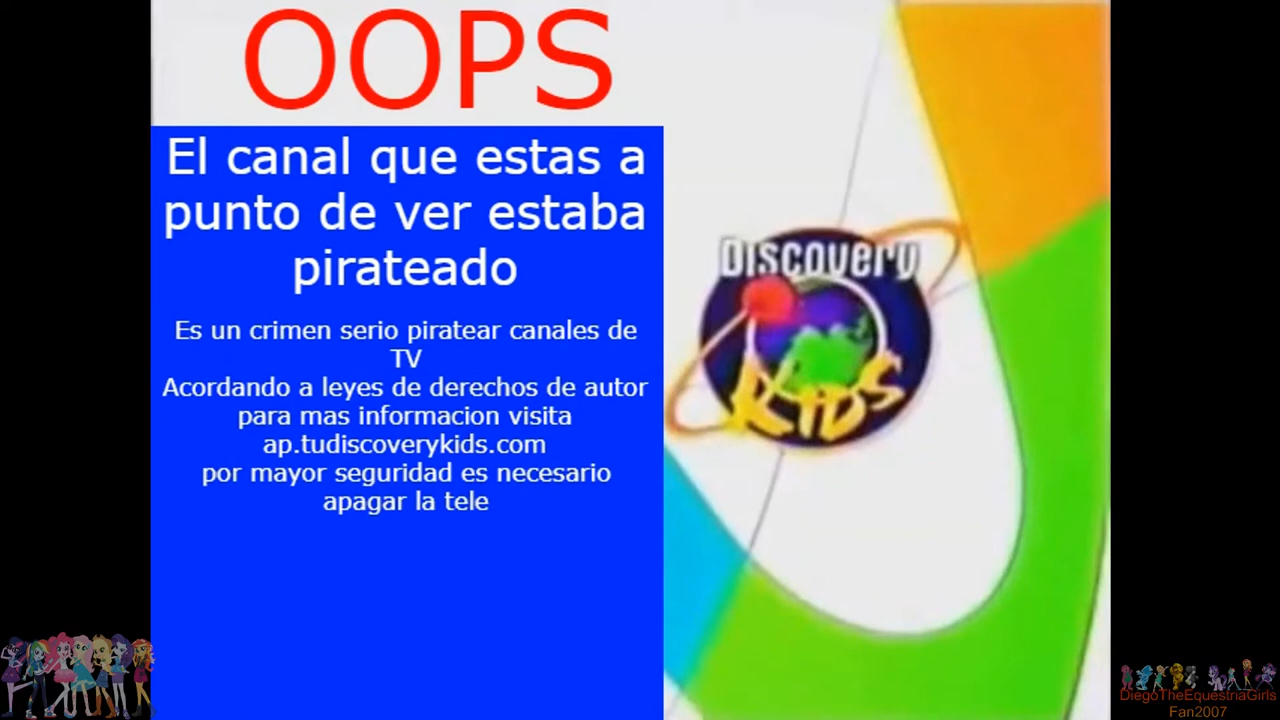 OOPS
El canal que estas a
punto de ver estaba
pirateado
Es un crimen serio piratear canales de
TV
Acordando a leyes de derechos de autor
para mas informacion visita
ap.tudiscoverykids.com
por mayor seguridad es necesario
apagar la tele
DiscoverY
KiDS
DiegoTheEquestriaGirls
Fan2007